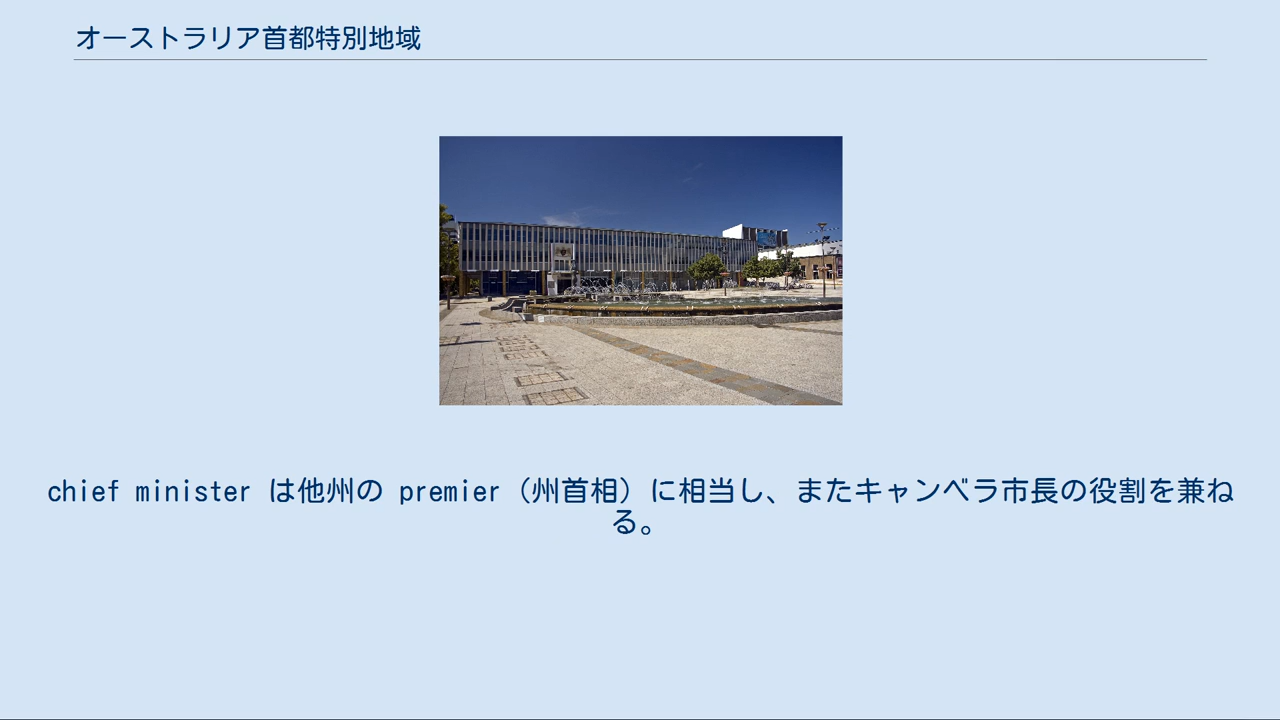 オーストラリア首都特別地域
chief minister は他州の premier（州首相）に相当し、またキャンベラ市長の役割を兼ね
る。